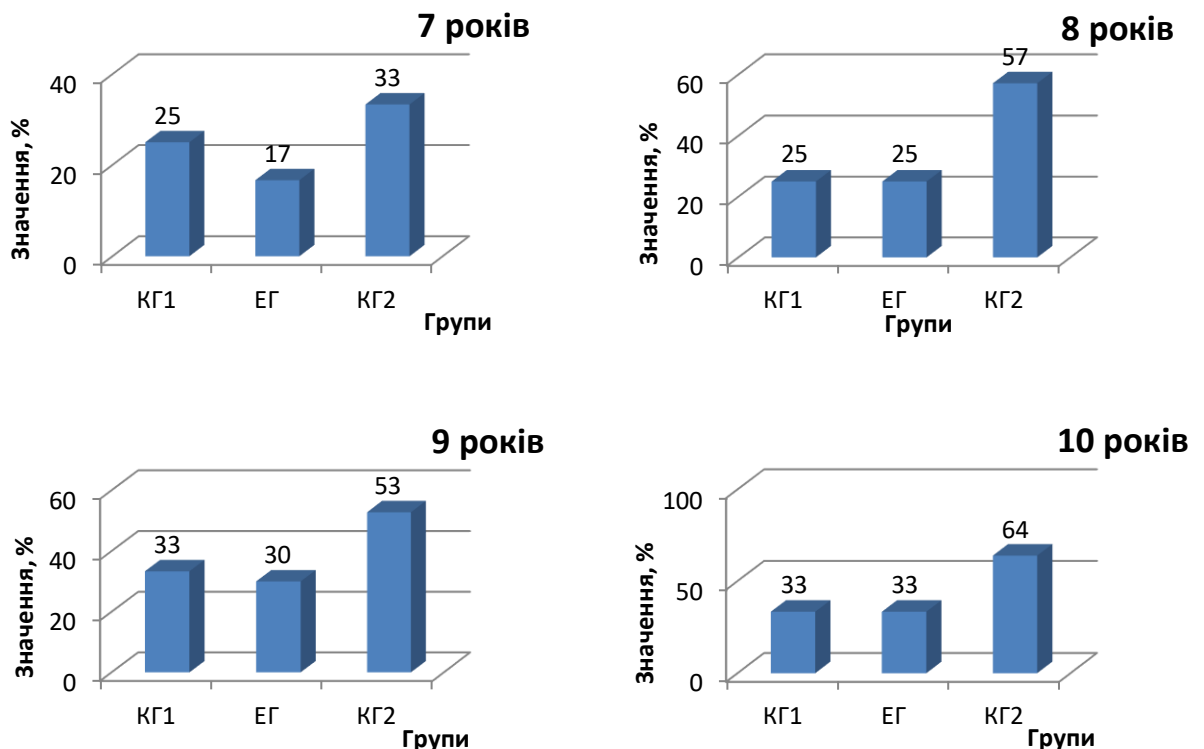 7 років
Значення, %
40
20
0
25
17
33
КГ1 ЕГ КГ2
Групи
8 років
Значення, %
60
40
20
0
25
25
57
КГ1 ЕГ КГ2
Групи
9 років
Значення, %
60
40
20
0
33
30
53
КГ1 ЕГ КГ2
Групи
10 років
Значення, %
100
50
0
33
33
64
КГ1 ЕГ КГ2
Групи